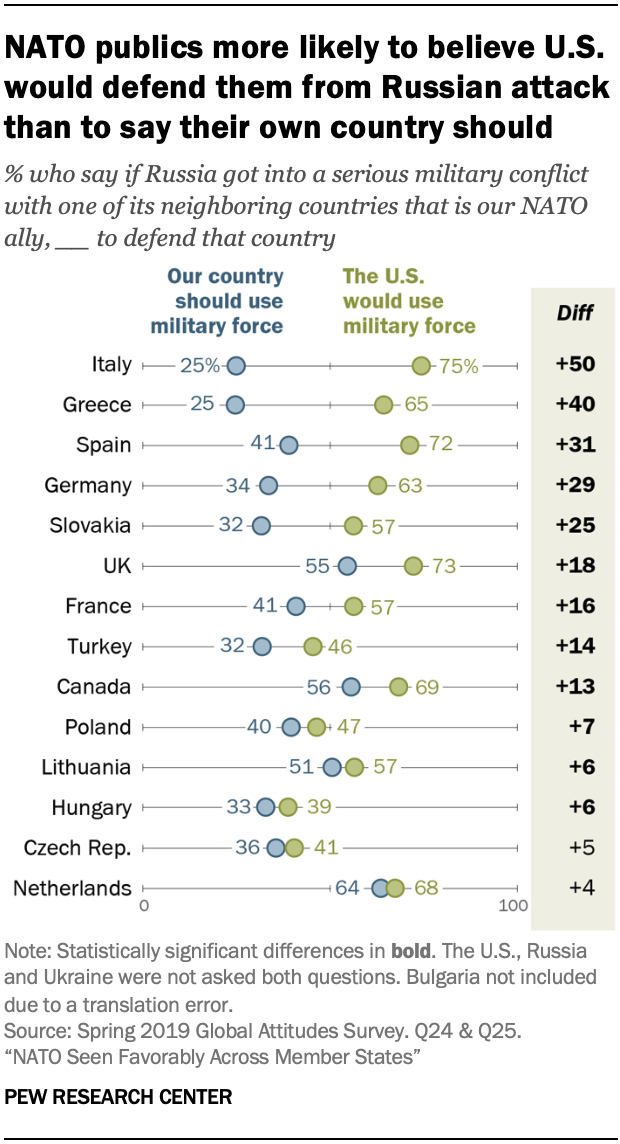 NATO publics more likely to believe U.S.
would defend them from Russian attack
than to say their own country should
% who say if Russia got into a serious military conflict
with one of its neighboring countries that is our NATO
ally, __ to defend that country
Our country
should use
military force
The U.S.
would use
military force
Diff
Italy 25% 75% +50
Greece 25 65 +40
Spain 41 72 +31
Germany 34 63 +29
Slovakia 32 57 +25
UK 55 73 +18
France 41 57 +16
Turkey 32 46 +14
Canada 56 69 +13
Poland 40 47 +7
Lithuania 51 57 +6
Hungary 33 39 +6
Czech Rep. 36 41 +5
Netherlands 64 68 +4
0 100
Note: Statistically significant differences in bold. The U.S., Russia
and Ukraine were not asked both questions. Bulgaria not included
due to a translation error.
Source: Spring 2019 Global Attitudes Survey. Q24 & Q25.
“NATO Seen Favorably Across Member States”
PEW RESEARCH CENTER